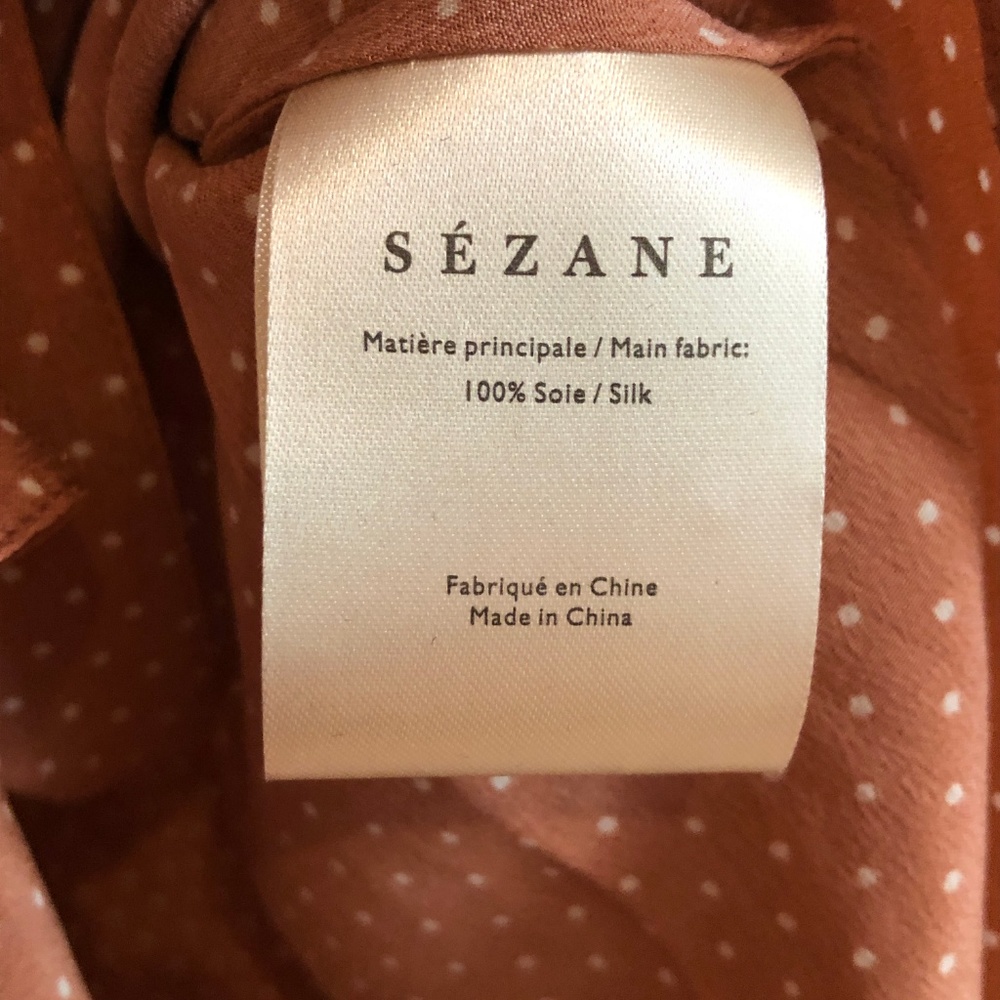 SÉZANE
Matière principale / Main fabric:
100% Soie / Silk
Fabriqué en Chine
Made in China